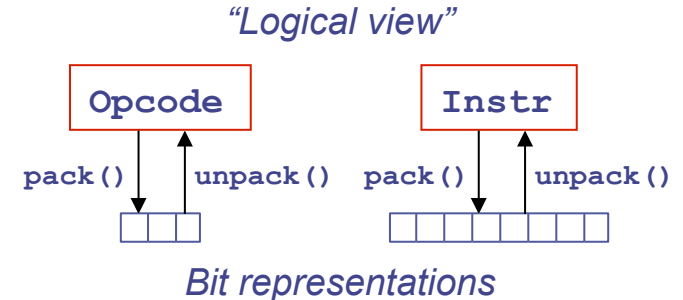 “Logical view”
Opcode Instr
pack() unpack() pack() unpack()
Bit representations